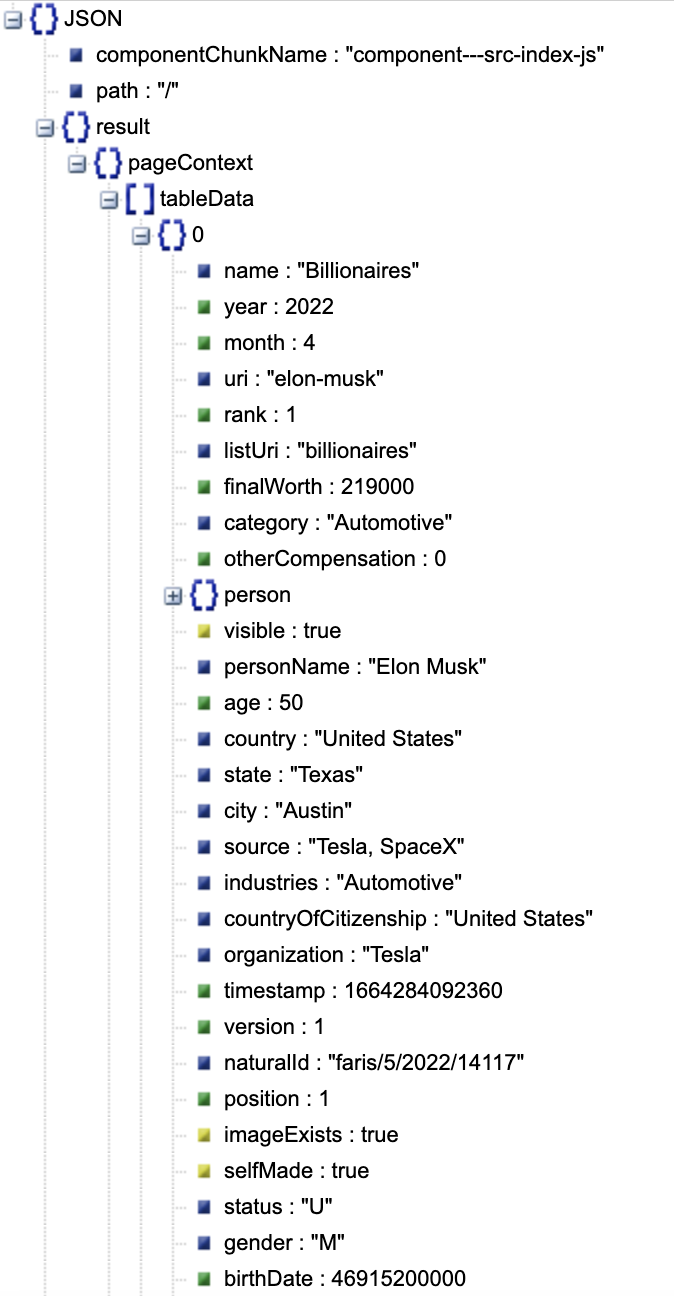 JSON
componentChunkName : "component---src-index-js"
path : "/"
result
pageContext
tableData
0
name : "Billionaires"
year : 2022
month : 4
uri : "elon-musk"
rank : 1
listUri : "billionaires"
finalWorth : 219000
category : "Automotive"
otherCompensation : 0
person
visible : true
personName : "Elon Musk"
age : 50
country : "United States"
state : "Texas"
city : "Austin"
source : "Tesla, SpaceX"
industries : "Automotive"
countryOfCitizenship : "United States"
organization : "Tesla"
timestamp : 1664284092360
version : 1
naturalId : "faris/5/2022/14117"
position : 1
imageExists : true
selfMade : true
status : "U"
gender : "M"
birthDate : 46915200000